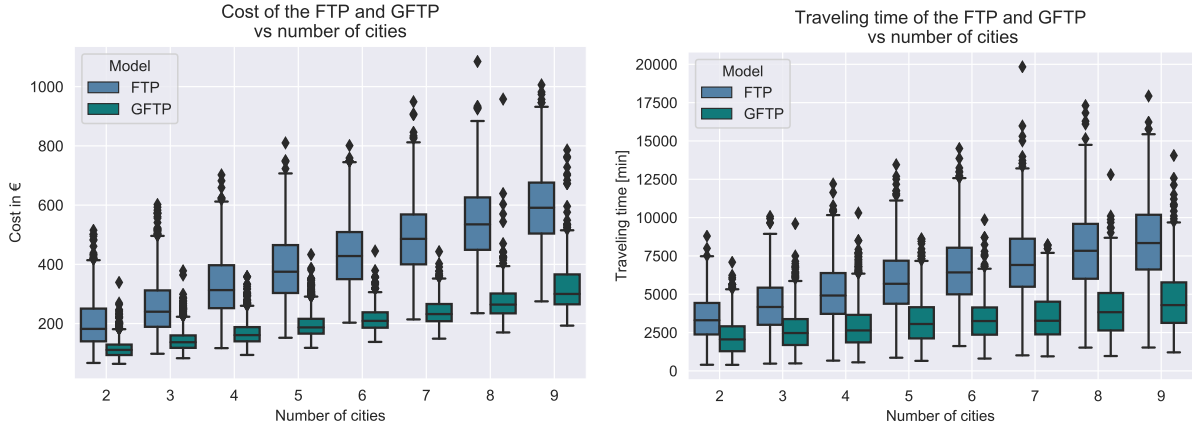 Cost of the FTP and GFTP
vs number of cities
Model
FTP
GFTP
1000
800
600
400
200
Cost in €
2 3 4 5 6 7 8 9
Number of cities
Traveling time of the FTP and GFTP
vs number of cities
Model
FTP
GFTP
20000
17500
15000
12500
10000
7500
5000
2500
0
Traveling time [min]
2 3 4 5 6 7 8 9
Number of cities